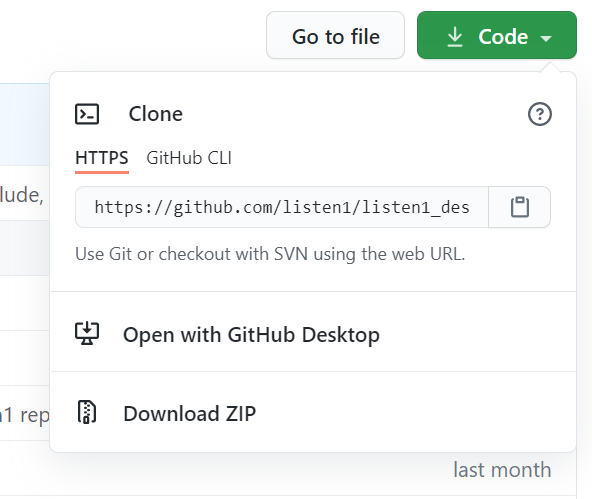 Go to file
Code
Clone
HTTPS GitHub CLI
lude,
https://github.com/listen1/listen1_des
Use Git or checkout with SVN using the web URL.
Open with GitHub Desktop
1 rep
Download ZIP
last month